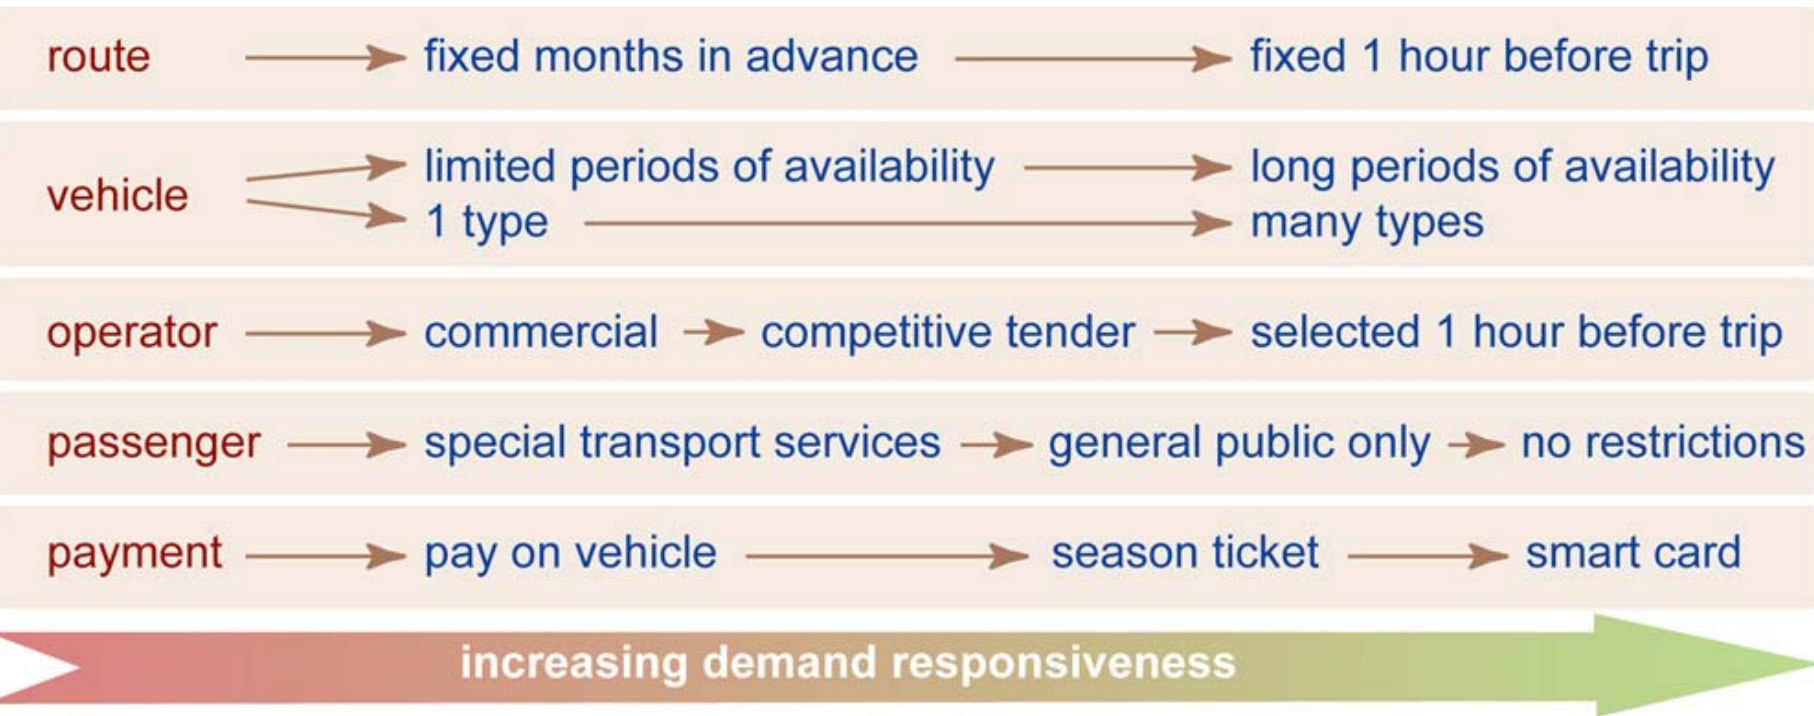 route fixed months in advance fixed 1 hour before trip
vehicle
limited periods of availability long periods of availability
1 type many types
operator commercial competitive tender selected 1 hour before trip
passenger special transport services general public only no restrictions
payment pay on vehicle season ticket smart card
increasing demand responsiveness